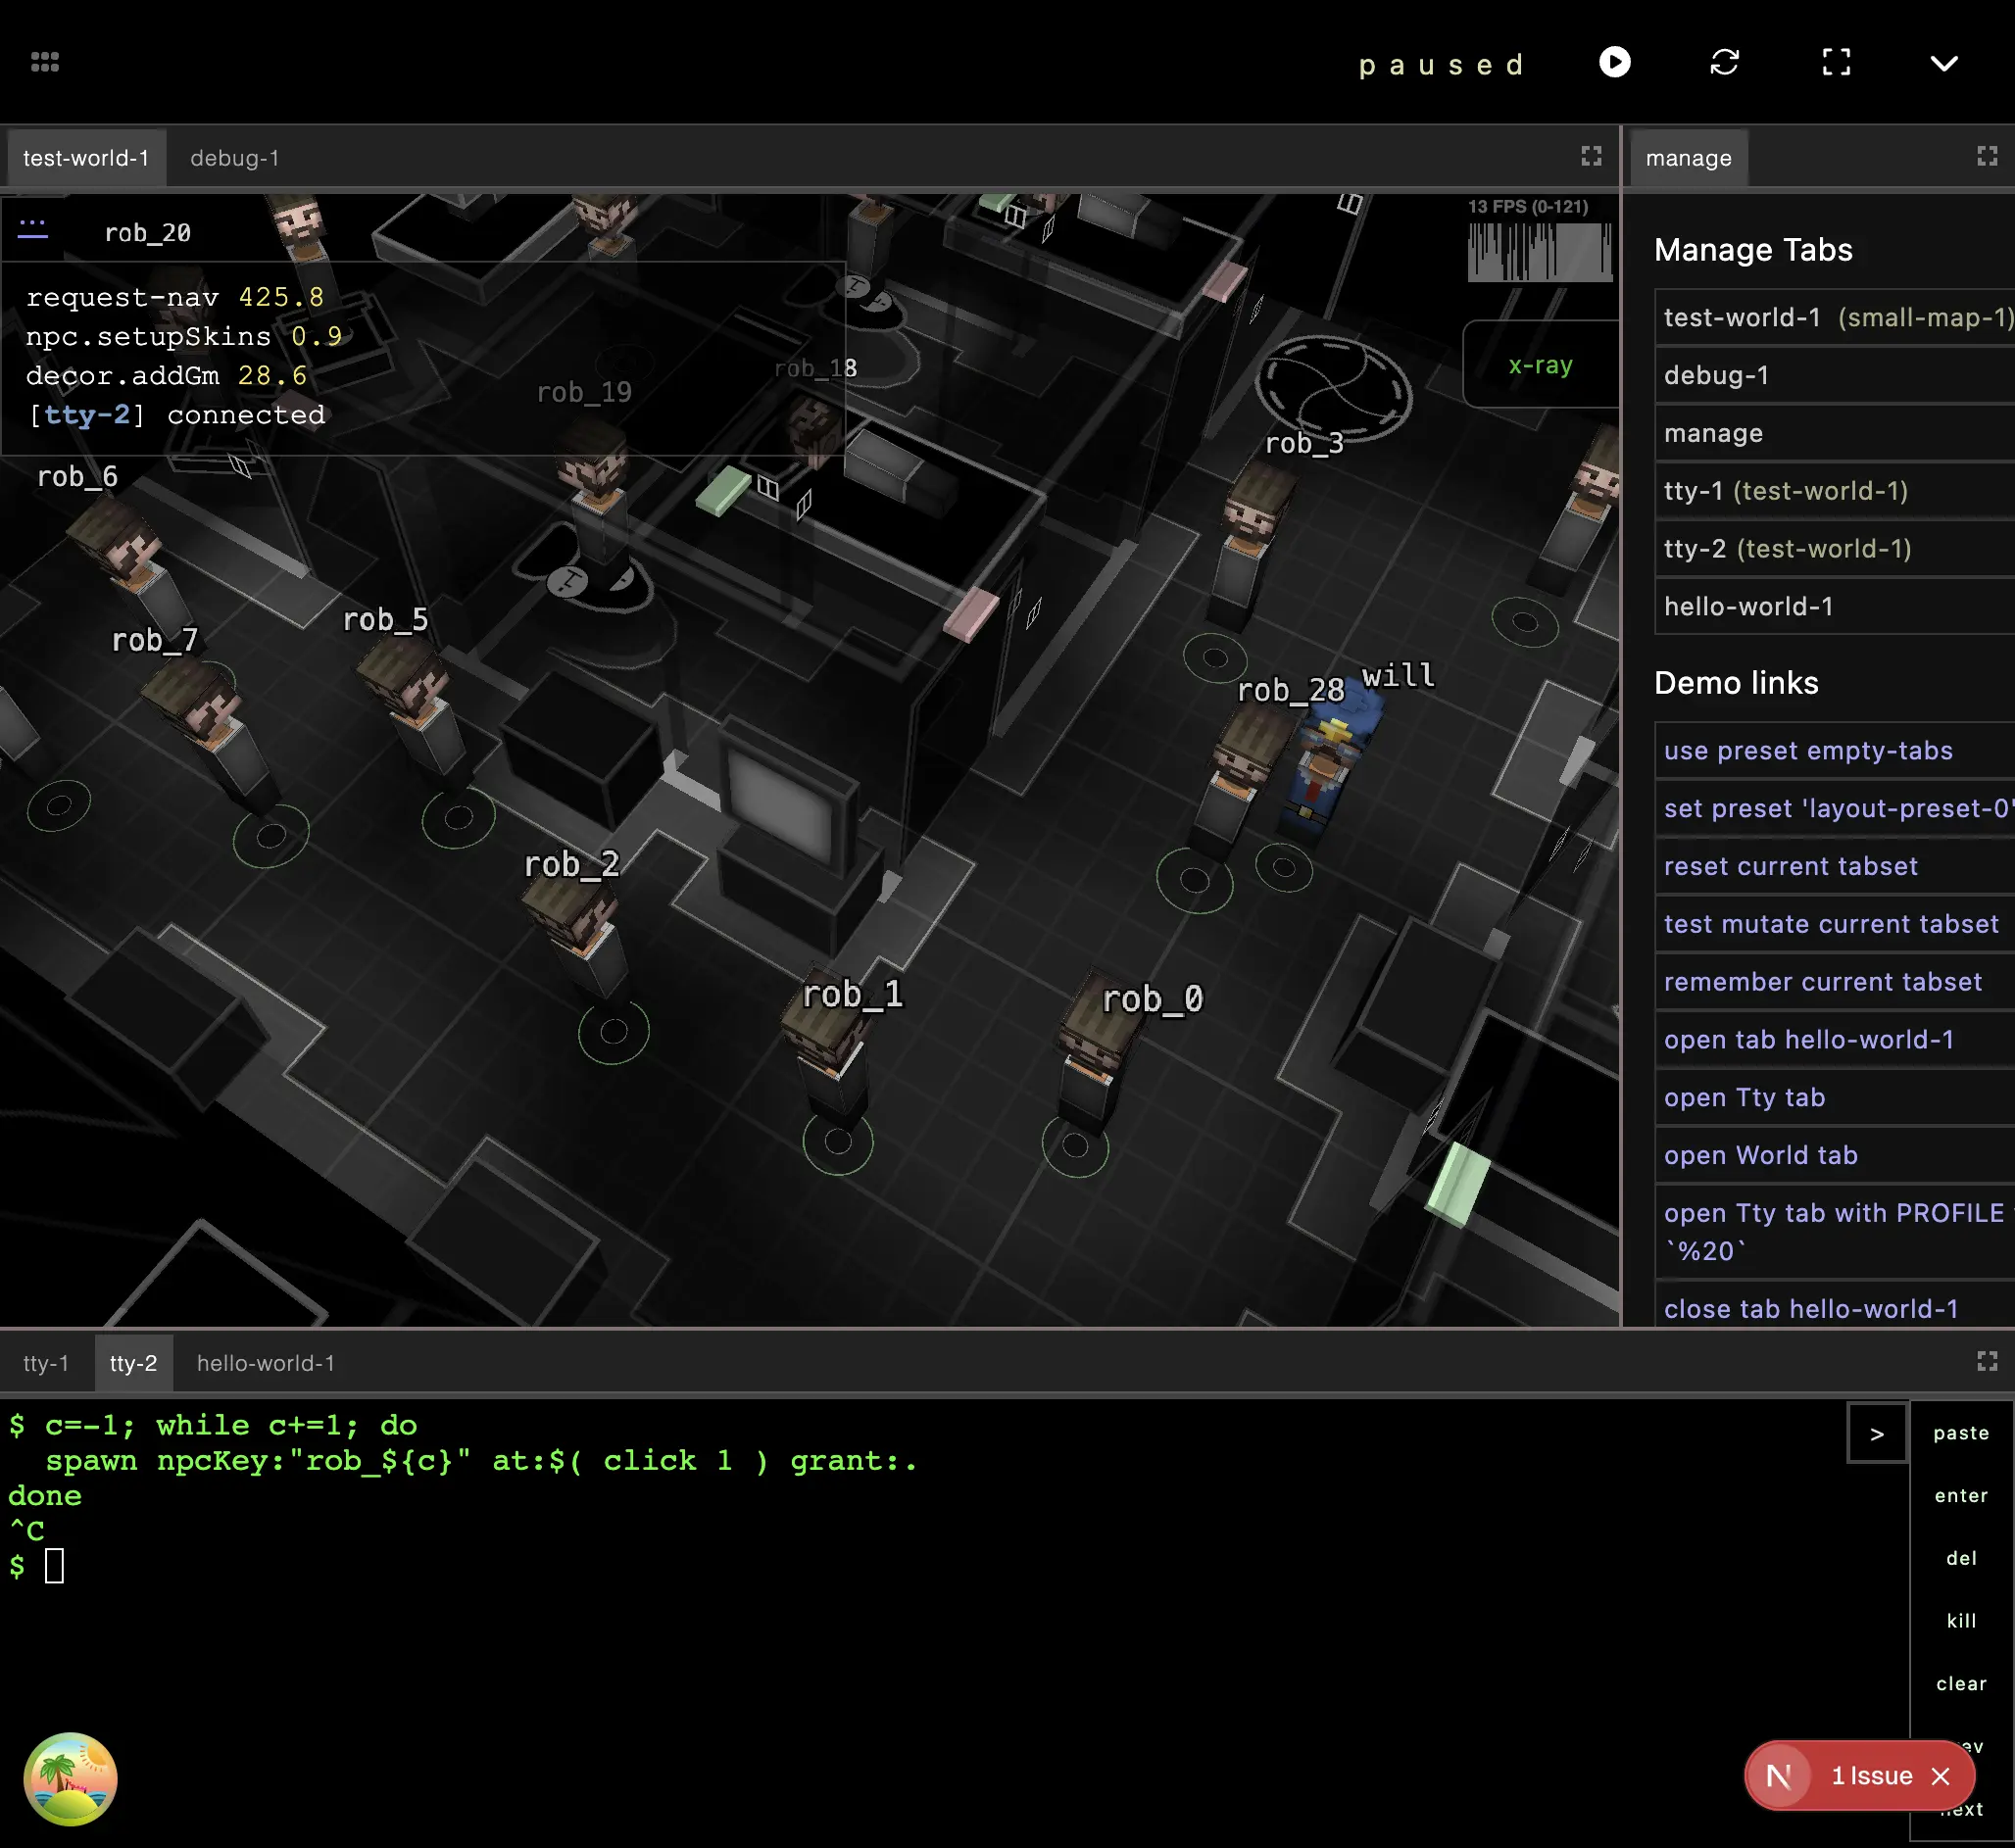 paused
test-world-1 debug-1
manage
rob_20
13 FPS (0-121)
request-nav 425.8
npc.setupSkins 0.9
decor.addGm 28.6
[tty-2] connected
x-ray
rob_18
rob_19
rob_3
rob_6
rob_5
rob_7
will
rob_28
rob_2
rob_1
rob_0
Manage Tabs
test-world-1 (small-map-1)
debug-1
manage
tty-1 (test-world-1)
tty-2 (test-world-1)
hello-world-1
Demo links
use preset empty-tabs
set preset 'layout-preset-0'
reset current tabset
test mutate current tabset
remember current tabset
open tab hello-world-1
open Tty tab
open World tab
open Tty tab with PROFILE
`%20`
close tab hello-world-1
tty-1 tty-2 hello-world-1
$ c=-1; while c+=1; do
spawn npcKey:"rob_${c}" at:$( click 1 ) grant:.
done
^C
$
>
paste
enter
del
kill
clear
N 1 Issue